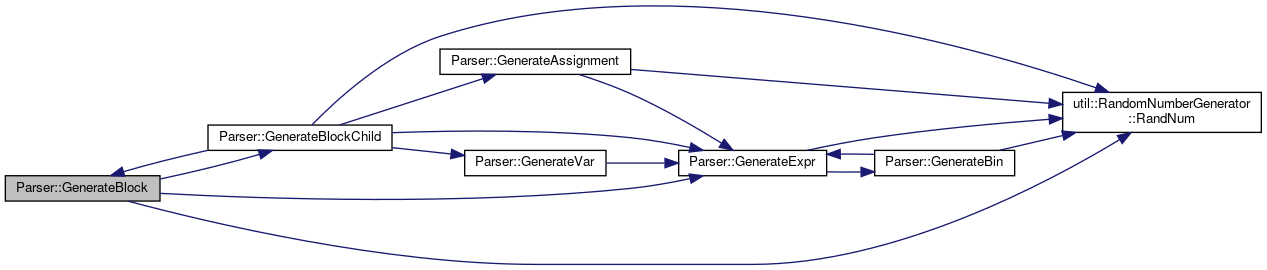 Parser::GenerateBlock
Parser::GenerateBlockChild
Parser::GenerateAssignment
Parser::GenerateVar
Parser::GenerateExpr
Parser::GenerateBin
util::RandomNumberGenerator
::RandNum